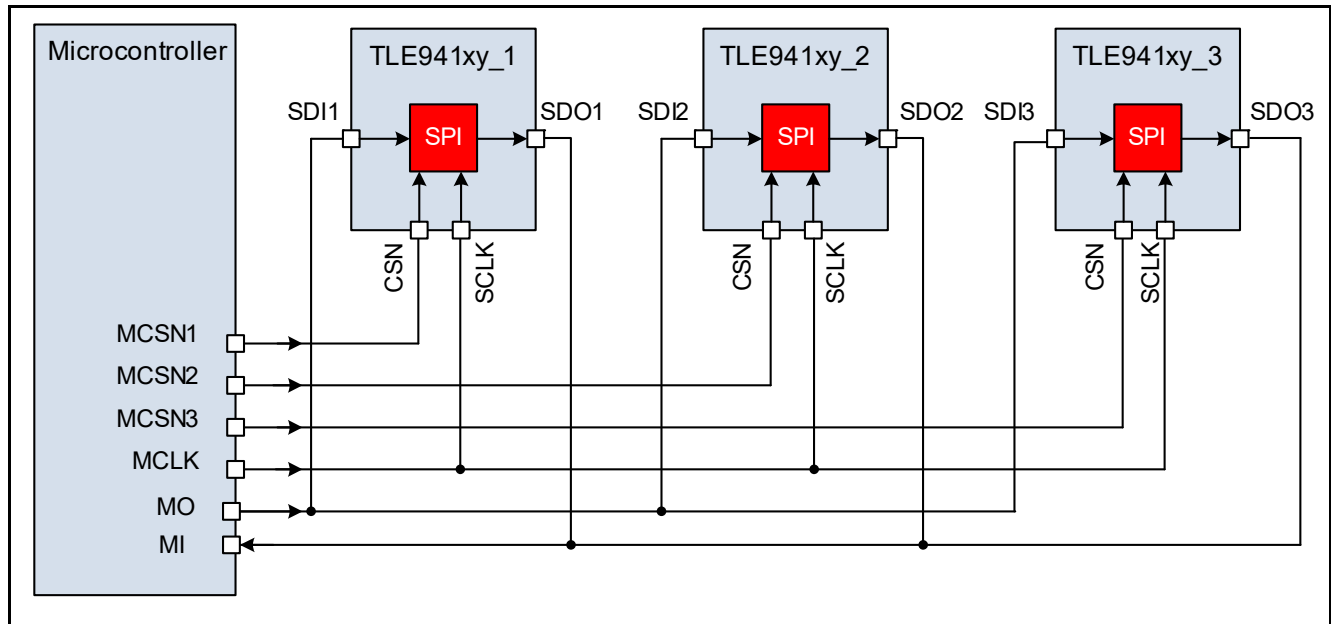 Microcontroller
TLE941xy_1
TLE941xy_2
TLE941xy_3
SDI1
SPI
SDO1
SDI2
SPI
SDO2
SDI3
SPI
SDO3
CSN
SCLK
CSN
SCLK
CSN
SCLK
MCSN1
MCSN2
MCSN3
MCLK
MO
MI